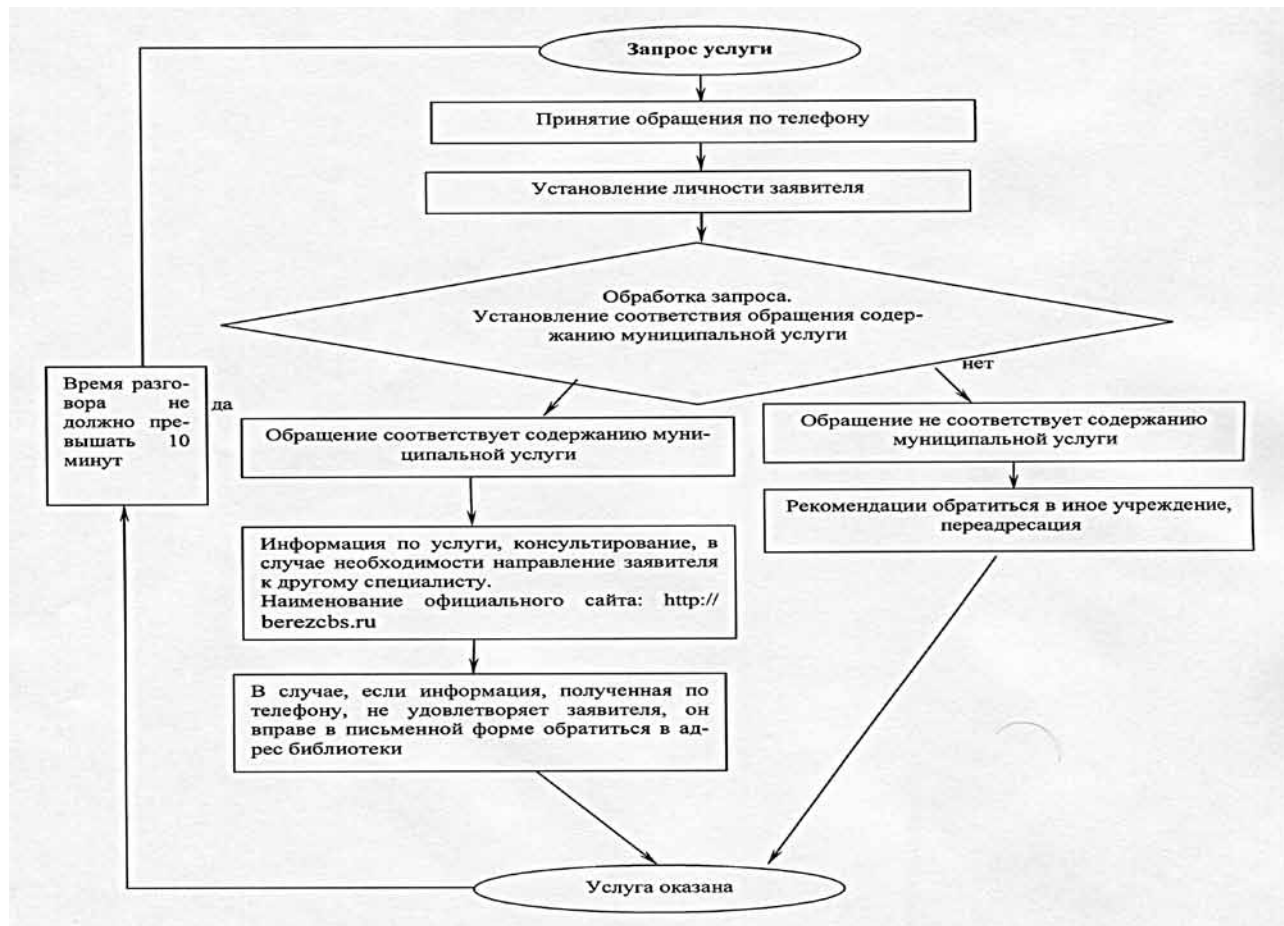 Запрос услуги
Принятие обращения по телефону
Установление личности заявителя
Обработка запроса.
Установление соответствия обращения содер-
жанию муниципальной услуги
нет
Время разго-
вора не
должно пре-
вышать 10
минут
да
Обращение соответствует содержанию муни-
ципальной услуги
Обращение не соответствует содержанию
муниципальной услуги
Рекомендации обратиться в иное учреждение,
переадресация
Информация по услуги, консультирование, в
случае необходимости направление заявителя
к другому специалисту.
Наименование официального сайта: http://
berezcbs.ru
В случае, если информация, полученная по
телефону, не удовлетворяет заявителя, он
вправе в письменной форме обратиться в ад-
рес библиотеки
Услуга оказана